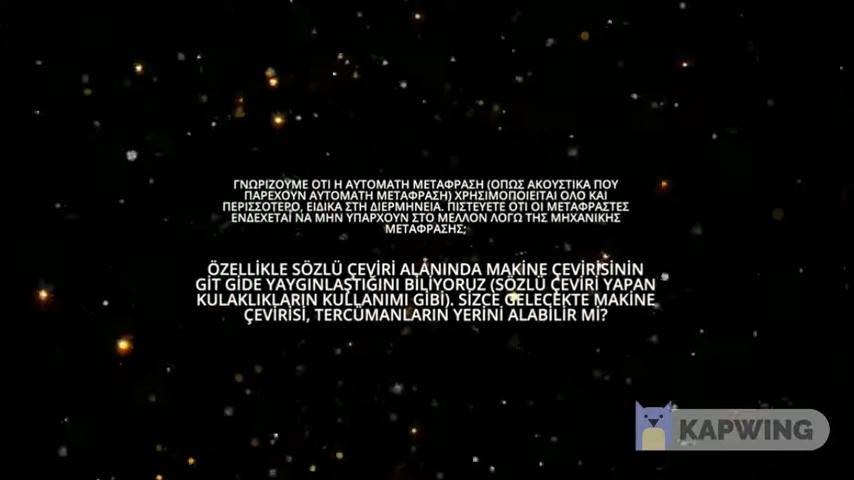 ΓΝΩΡΙΖΟΥΜΕ ΟΤΙ Η ΑΥΤΟΜΑΤΗ ΜΕΤΑΦΡΑΣΗ (ΟΠΩΣ ΑΚΟΥΣΤΙΚΑ ΠΟΥ
ΠΑΡΕΧΟΥΝ ΑΥΤΟΜΑΤΗ ΜΕΤΑΦΡΑΣΗ) ΧΡΗΣΙΜΟΠΟΙΕΙΤΑΙ ΟΛΟ ΚΑΙ
ΠΕΡΙΣΣΟΤΕΡΟ, ΕΙΔΙΚΑ ΣΤΗ ΔΙΕΡΜΗΝΕΙΑ. ΠΙΣΤΕΥΕΤΕ ΟΤΙ ΟΙ ΜΕΤΑΦΡΑΣΤΕΣ
ΕΝΔΕΧΕΤΑΙ ΝΑ ΜΗΝ ΥΠΑΡΧΟΥΝ ΣΤΟ ΜΕΛΛΟΝ ΛΟΓΩ ΤΗΣ ΜΗΧΑΝΙΚΗΣ
ΜΕΤΑΦΡΑΣΗΣ;
ÖZELLİKLE SÖZLÜ ÇEVİRİ ALANINDA MAKİNE ÇEVİRİSİNİN
GİT GİDE YAYGINLAŞTIĞINI BİLİYORUZ (SÖZLÜ ÇEVİRİ YAPAN
KULAKLIKLARIN KULLANIMI GİBİ). SİZCE GELECEKTE MAKİNE
ÇEVİRİSİ, TERCÜMANLARIN YERİNİ ALABİLİR Mİ?
KAPWING